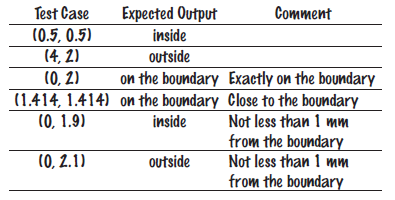 Test Case Expected Output Comment
(0.5, 0.5) inside
(4, 2) outside
(0, 2) on the boundary Exactly on the boundary
(1.414, 1.414) on the boundary Close to the boundary
(0, 1.9) inside Not less than 1 mm
from the boundary
(0, 2.1) outside Not less than 1 mm
from the boundary